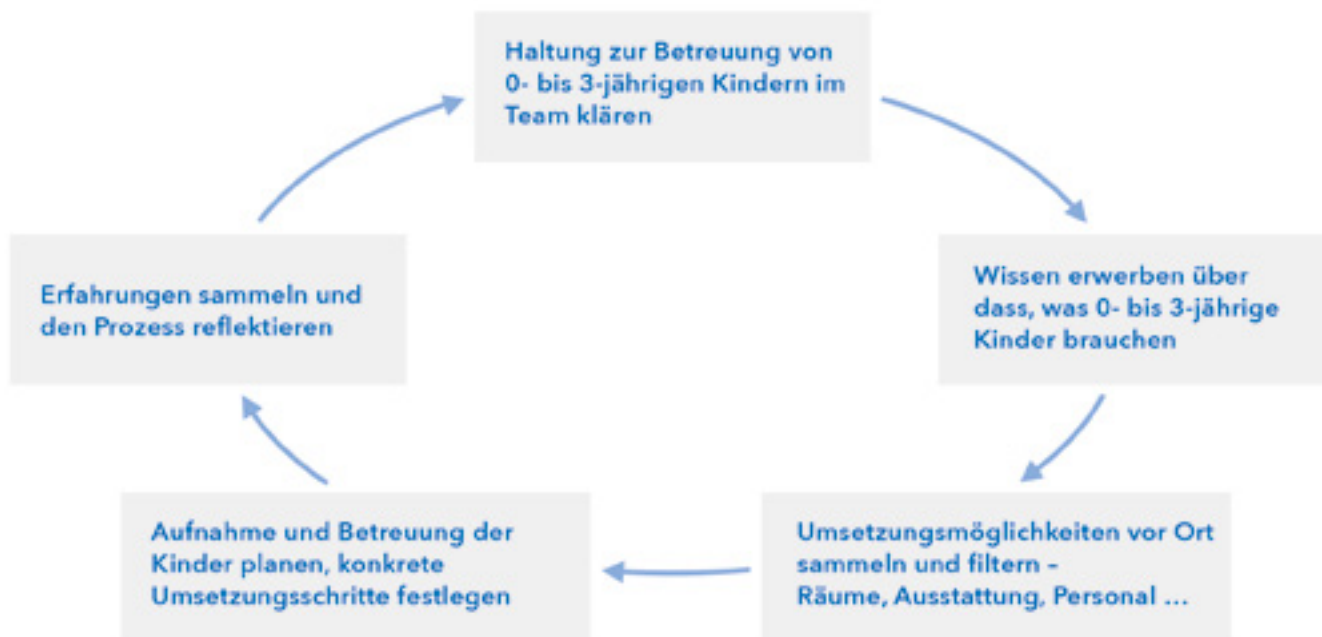 Haltung zur Betreuung von
0- bis 3-jährigen Kindern im
Team klären
Wissen erwerben über
dass, was 0- bis 3-jährige
Kinder brauchen
Umsetzungsmöglichkeiten vor Ort
sammeln und filtern –
Räume, Ausstattung, Personal ...
Aufnahme und Betreuung der
Kinder planen, konkrete
Umsetzungsschritte festlegen
Erfahrungen sammeln und
den Prozess reflektieren